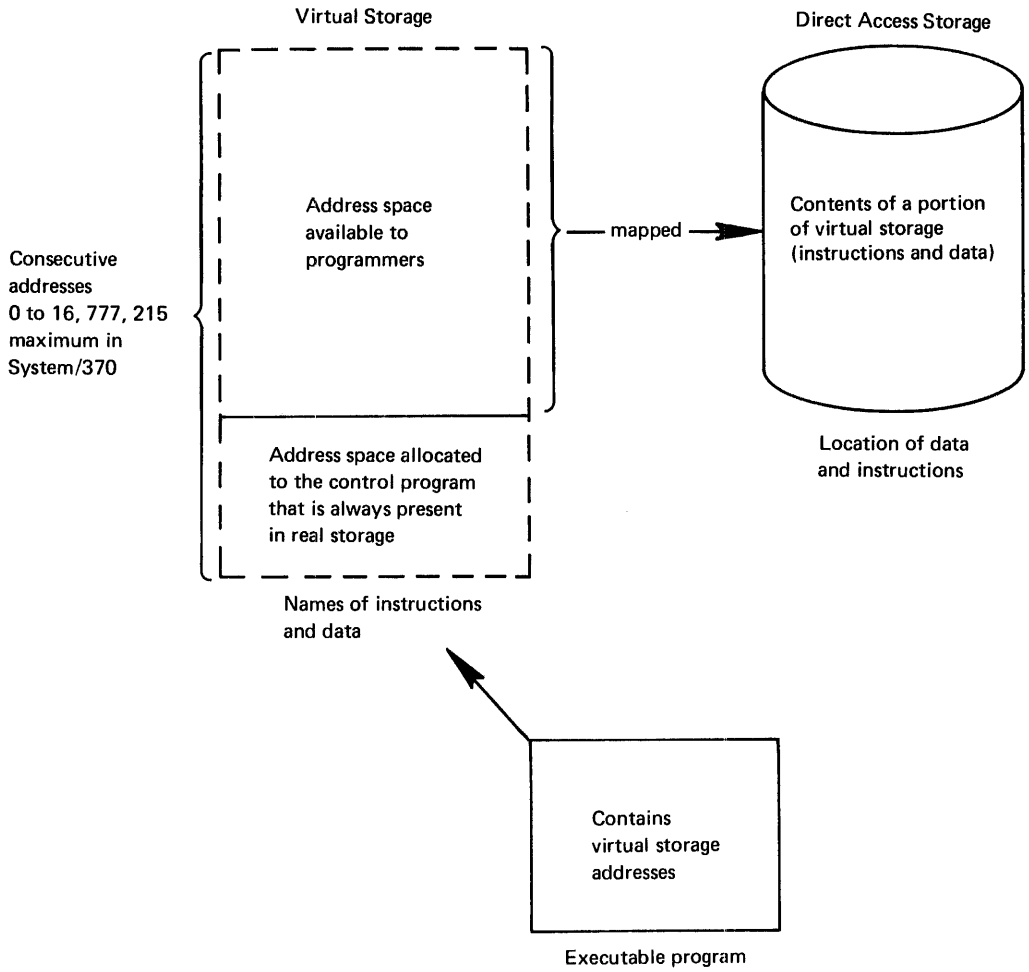 Virtual Storage
Direct Access Storage
Address space
available to
programmers
mapped
Contents of a portion
of virtual storage
(instructions and data)
Consecutive
addresses
0 to 16, 777, 215
maximum in
System/370
Address space allocated
to the control program
that is always present
in real storage
Location of data
and instructions
Names of instructions
and data
Contains
virtual storage
addresses
Executable program